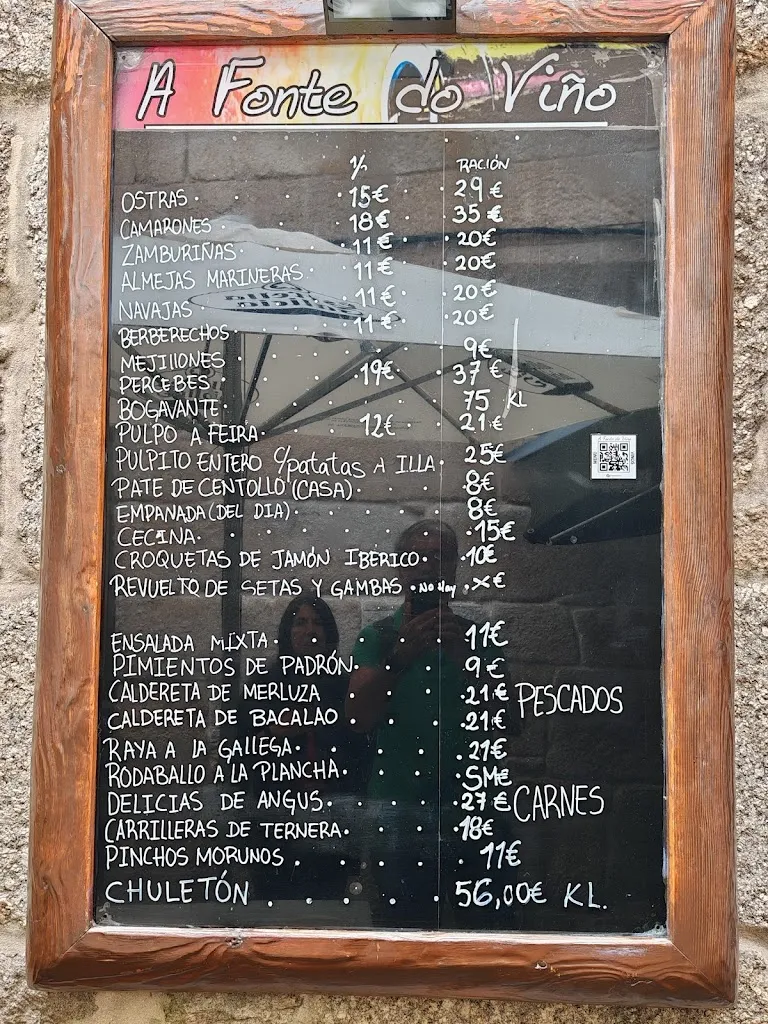 A Fonte do Viño
½ RACIÓN
OSTRAS 15€ 29€
CAMARONES 18€ 35€
ZAMBURIÑAS 11€ 20€
ALMEJAS MARINERAS 11€ 20€
NAVAJAS 11€ 20€
BERBERECHOS 11€ 20€
MEJILLONES 9€
PERCEBES 19€ 37€
BOGAVANTE 75 KL
PULPO A FEIRA 12€ 21€
PULPITO ENTERO C/patatas A ILLA 25€
PATE DE CENTOLLO (CASA) 8€
EMPANADA (DEL DIA) 8€
CECINA 15€
CROQUETAS DE JAMÓN IBERICO 10€
REVUELTO DE SETAS Y GAMBAS No Hay X€
ENSALADA MIXTA 11€
PIMIENTOS DE PADRÓN 9€
CALDERETA DE MERLUZA 21€ PESCADOS
CALDERETA DE BACALAO 21€
RAYA A LA GALLEGA 21€
RODABALLO A LA PLANCHA SM€
DELICIAS DE ANGUS 27€ CARNES
CARRILLERAS DE TERNERA 18€
PINCHOS MORUNOS 11€
CHULETÓN 56,00€ KL.